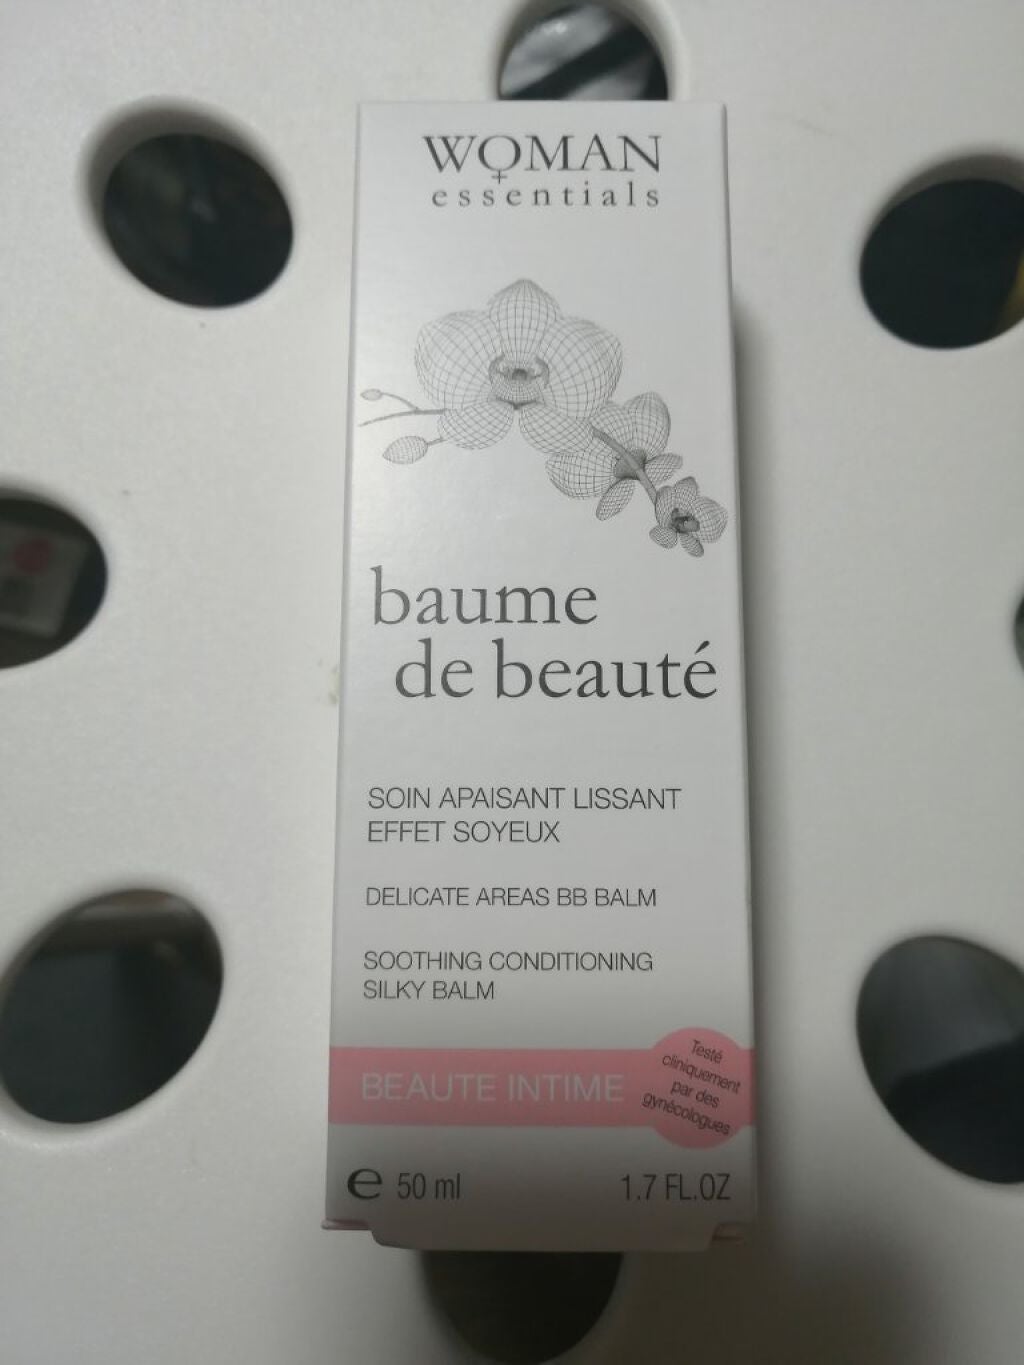 WOMAN
essentials
baume
de beauté
SOIN APAISANT LISSANT
EFFET SOYEUX
DELICATE AREAS BB BALM
SOOTHING CONDITIONING
SILKY BALM
BEAUTE INTIME
Testé
cliniquement
par des
gynécologues
℮ 50 ml
1.7 FL.OZ